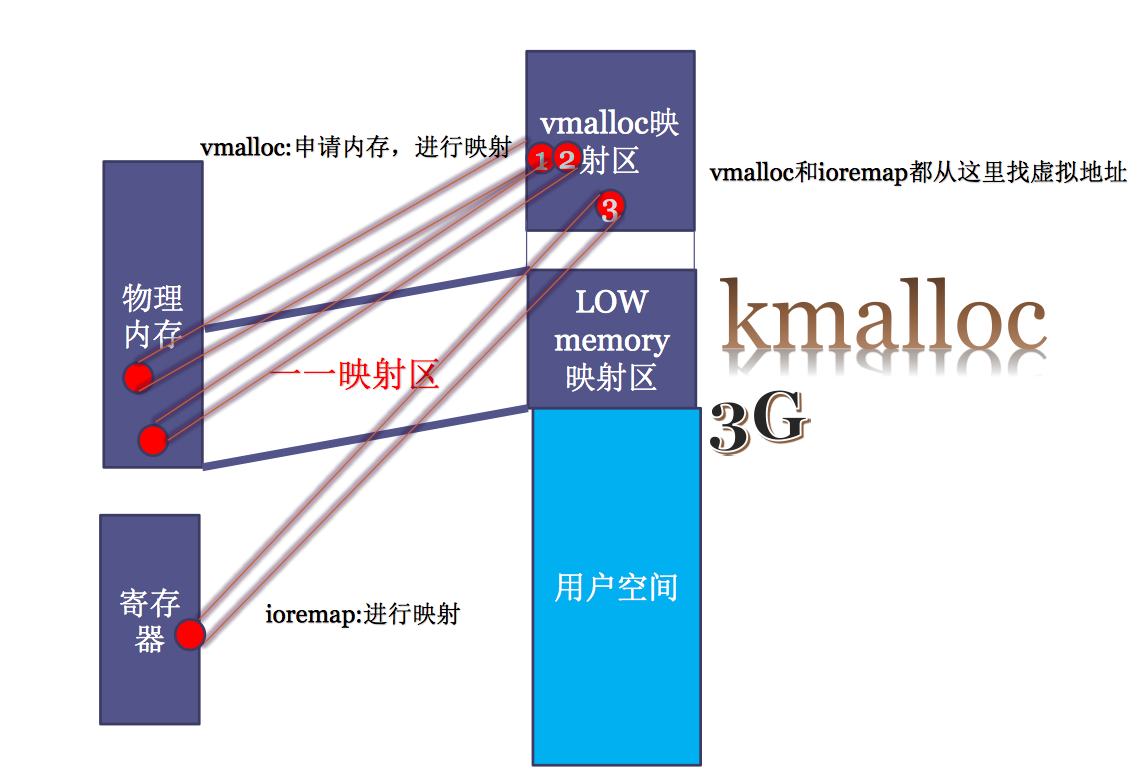 vmalloc:申请内存，进行映射
vmalloc映
射区
1
2
3
vmalloc和ioremap都从这里找虚拟地址
物理
内存
LOW
memory
映射区
kmalloc
一一映射区
3G
寄存
器
ioremap:进行映射
用户空间